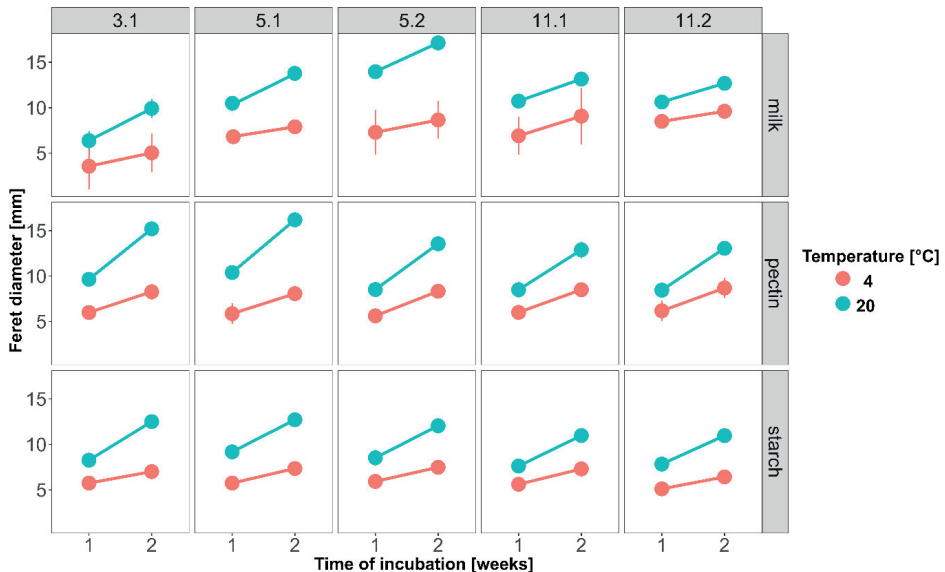 3.1 5.1 5.2 11.1 11.2
15
10
5
milk
15
10
5
pectin
15
10
5
starch
Feret diameter [mm]
1 2 1 2 1 2 1 2 1 2
Time of incubation [weeks]
Temperature [°C]
4
20